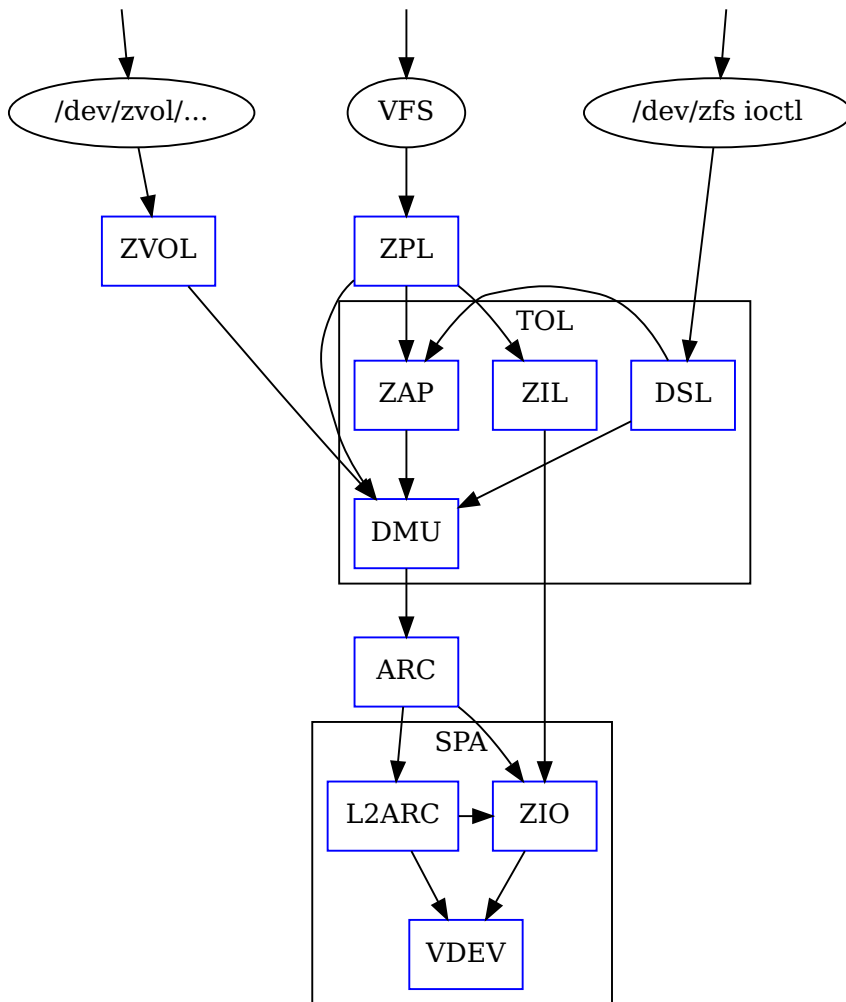 /dev/zvol/...
VFS
/dev/zfs ioctl
ZVOL
ZPL
TOL
ZAP
ZIL
DSL
DMU
ARC
SPA
L2ARC
ZIO
VDEV